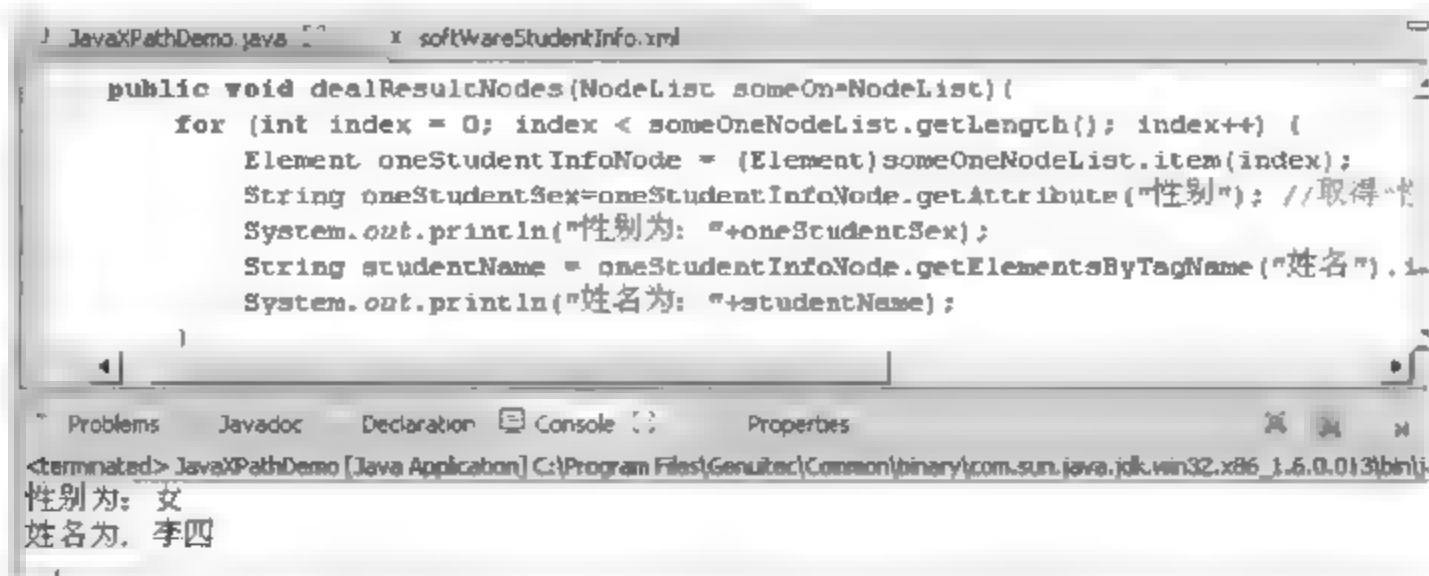 JavaXPathDemo.java softWareStudentInfo.xml
public void dealResultNodes(NodeList someOneNodeList){
for (int index = 0; index < someOneNodeList.getLength(); index++) {
Element oneStudentInfoNode = (Element)someOneNodeList.item(index);
String oneStudentSex=oneStudentInfoNode.getAttribute("性别"); //取得"性
System.out.println("性别为: "+oneStudentSex);
String studentName = oneStudentInfoNode.getElementsByTagName("姓名").i
System.out.println("姓名为: "+studentName);
}
Problems Javadoc Declaration Console Properties
<terminated> JavaXPathDemo [Java Application] C:\Program Files\Genuitec\Common\binary\com.sun.java.jdk.win32.x86_1.6.0.013\bin\j
性别为: 女
姓名为: 李四